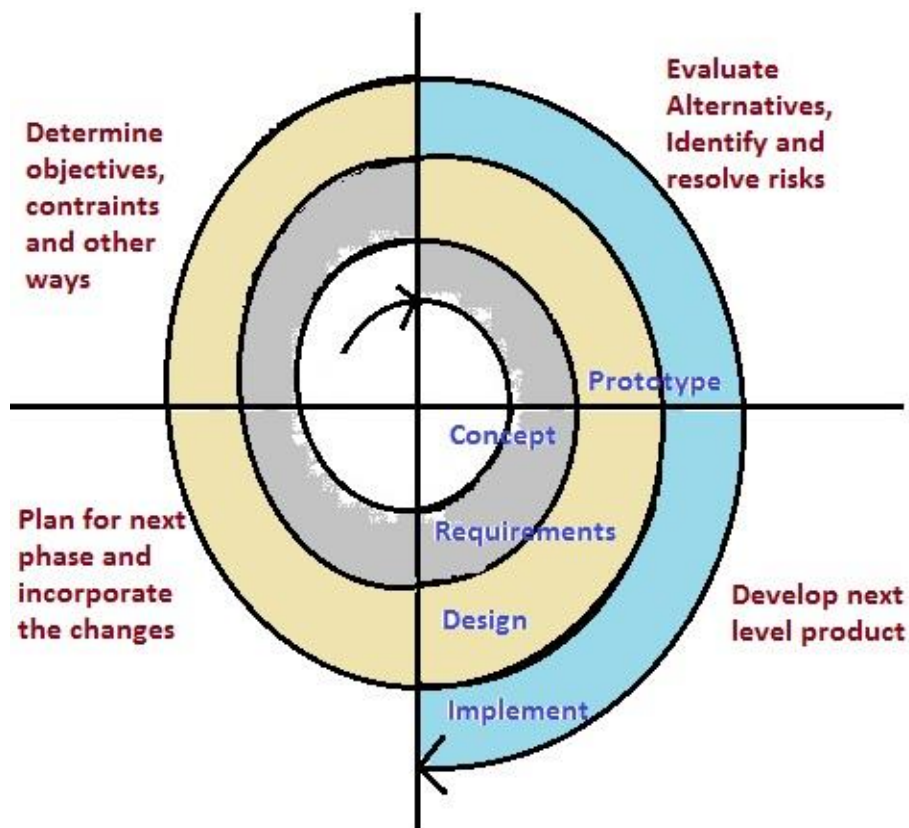 Evaluate
Alternatives,
Identify and
resolve risks
Determine
objectives,
contraints
and other
ways
Prototype
Concept
Plan for next
phase and
incorporate
the changes
Requirements
Design
Develop next
level product
Implement